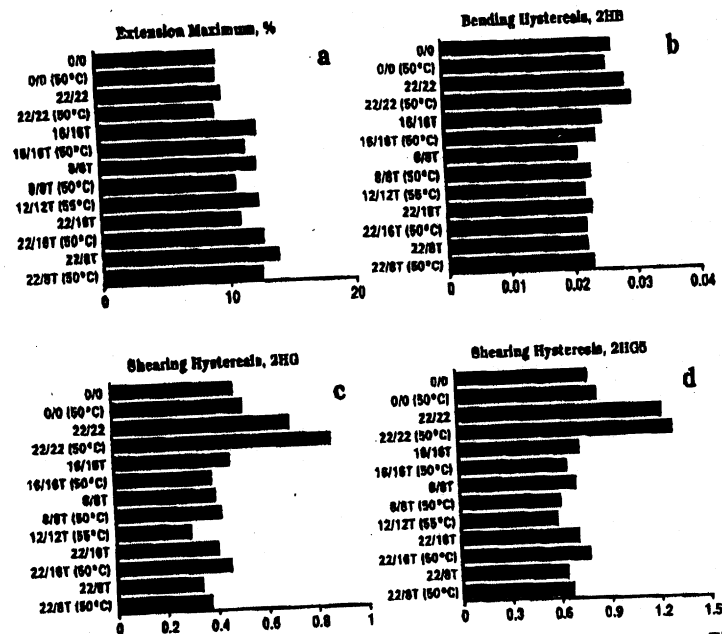 Extension Maximum, %
a
0/0
0/0 (50°C)
22/22
22/22 (50°C)
16/16T
16/16T (50°C)
8/8T
8/8T (50°C)
12/12T (55°C)
22/16T
22/16T (50°C)
22/8T
22/8T (50°C)
0
10
20
Bending Hysteresis, 2HB
b
0/0
0/0 (50°C)
22/22
22/22 (50°C)
16/16T
16/16T (50°C)
8/8T
8/8T (50°C)
12/12T (55°C)
22/16T
22/16T (50°C)
22/8T
22/8T (50°C)
0
0.01
0.02
0.03
0.04
Shearing Hysteresis, 2HG
c
0/0
0/0 (50°C)
22/22
22/22 (50°C)
16/16T
16/16T (50°C)
8/8T
8/8T (50°C)
12/12T (55°C)
22/16T
22/16T (50°C)
22/8T
22/8T (50°C)
0
0.2
0.4
0.6
0.8
1
Shearing Hysteresis, 2HG5
d
0/0
0/0 (50°C)
22/22
22/22 (50°C)
16/16T
16/16T (50°C)
8/8T
8/8T (50°C)
12/12T (55°C)
22/16T
22/16T (50°C)
22/8T
22/8T (50°C)
0
0.3
0.6
0.9
1.2
1.5